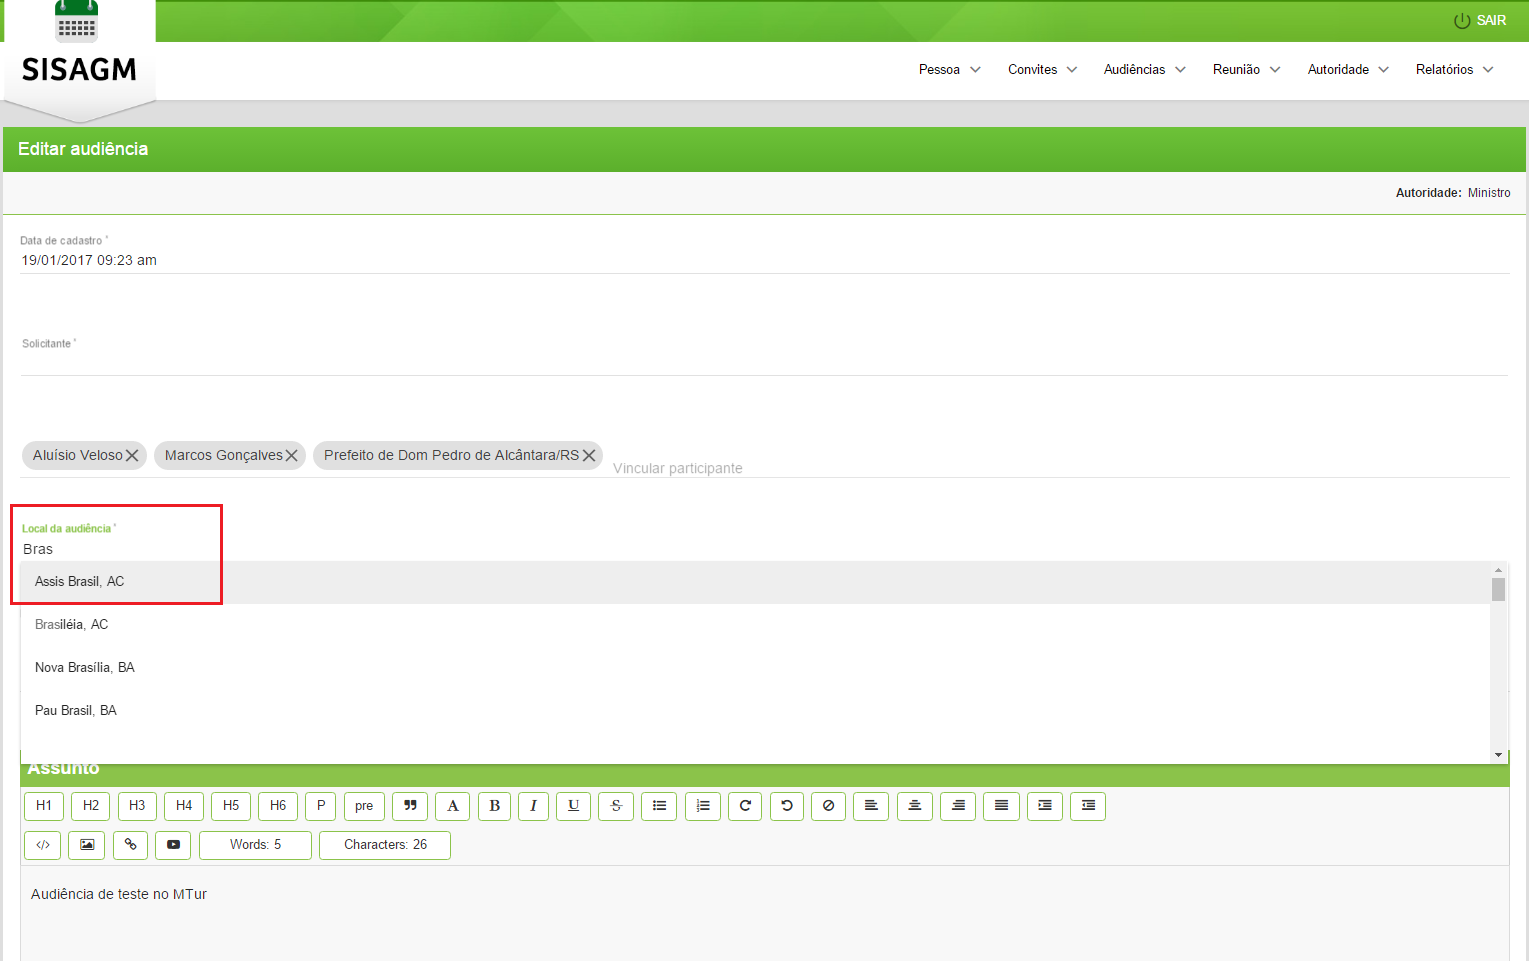 SAIR
SISAGM
Pessoa Convites Audiências Reunião Autoridade Relatórios
Editar audiência
Autoridade: Ministro
Data de cadastro *
19/01/2017 09:23 am
Solicitante *
Aluísio Veloso Marcos Gonçalves Prefeito de Dom Pedro de Alcântara/RS Vincular participante
Local da audiência *
Bras
Assis Brasil, AC
Brasiléia, AC
Nova Brasília, BA
Pau Brasil, BA
Assunto
H1 H2 H3 H4 H5 H6 P pre A B I U S
Words: 5 Characters: 26
Audiência de teste no MTur